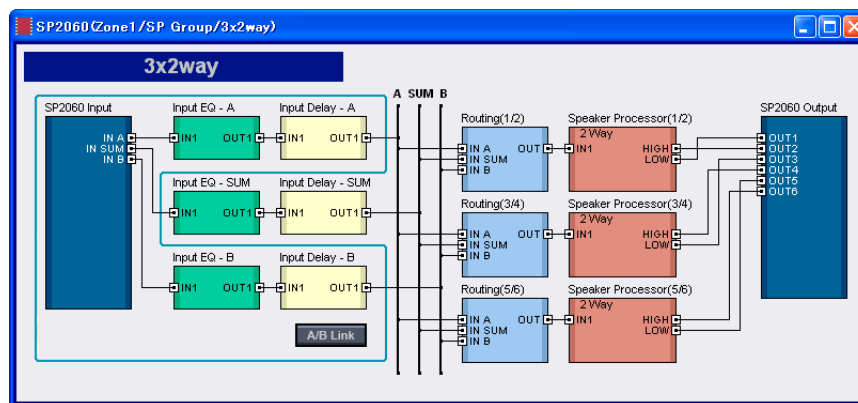 SP2060(Zone1/SP Group/3x2way)
3x2way
A SUM B
SP2060 Input
IN A
IN SUM
IN B
Input EQ - A
IN1 OUT1
Input Delay - A
IN1 OUT1
Input EQ - SUM
IN1 OUT1
Input Delay - SUM
IN1 OUT1
Input EQ - B
IN1 OUT1
Input Delay - B
IN1 OUT1
A/B Link
Routing(1/2)
IN A OUT
IN SUM
IN B
Speaker Processor(1/2)
2 Way
IN1 HIGH
LOW
Routing(3/4)
IN A OUT
IN SUM
IN B
Speaker Processor(3/4)
2 Way
IN1 HIGH
LOW
Routing(5/6)
IN A OUT
IN SUM
IN B
Speaker Processor(5/6)
2 Way
IN1 HIGH
LOW
SP2060 Output
OUT1
OUT2
OUT3
OUT4
OUT5
OUT6